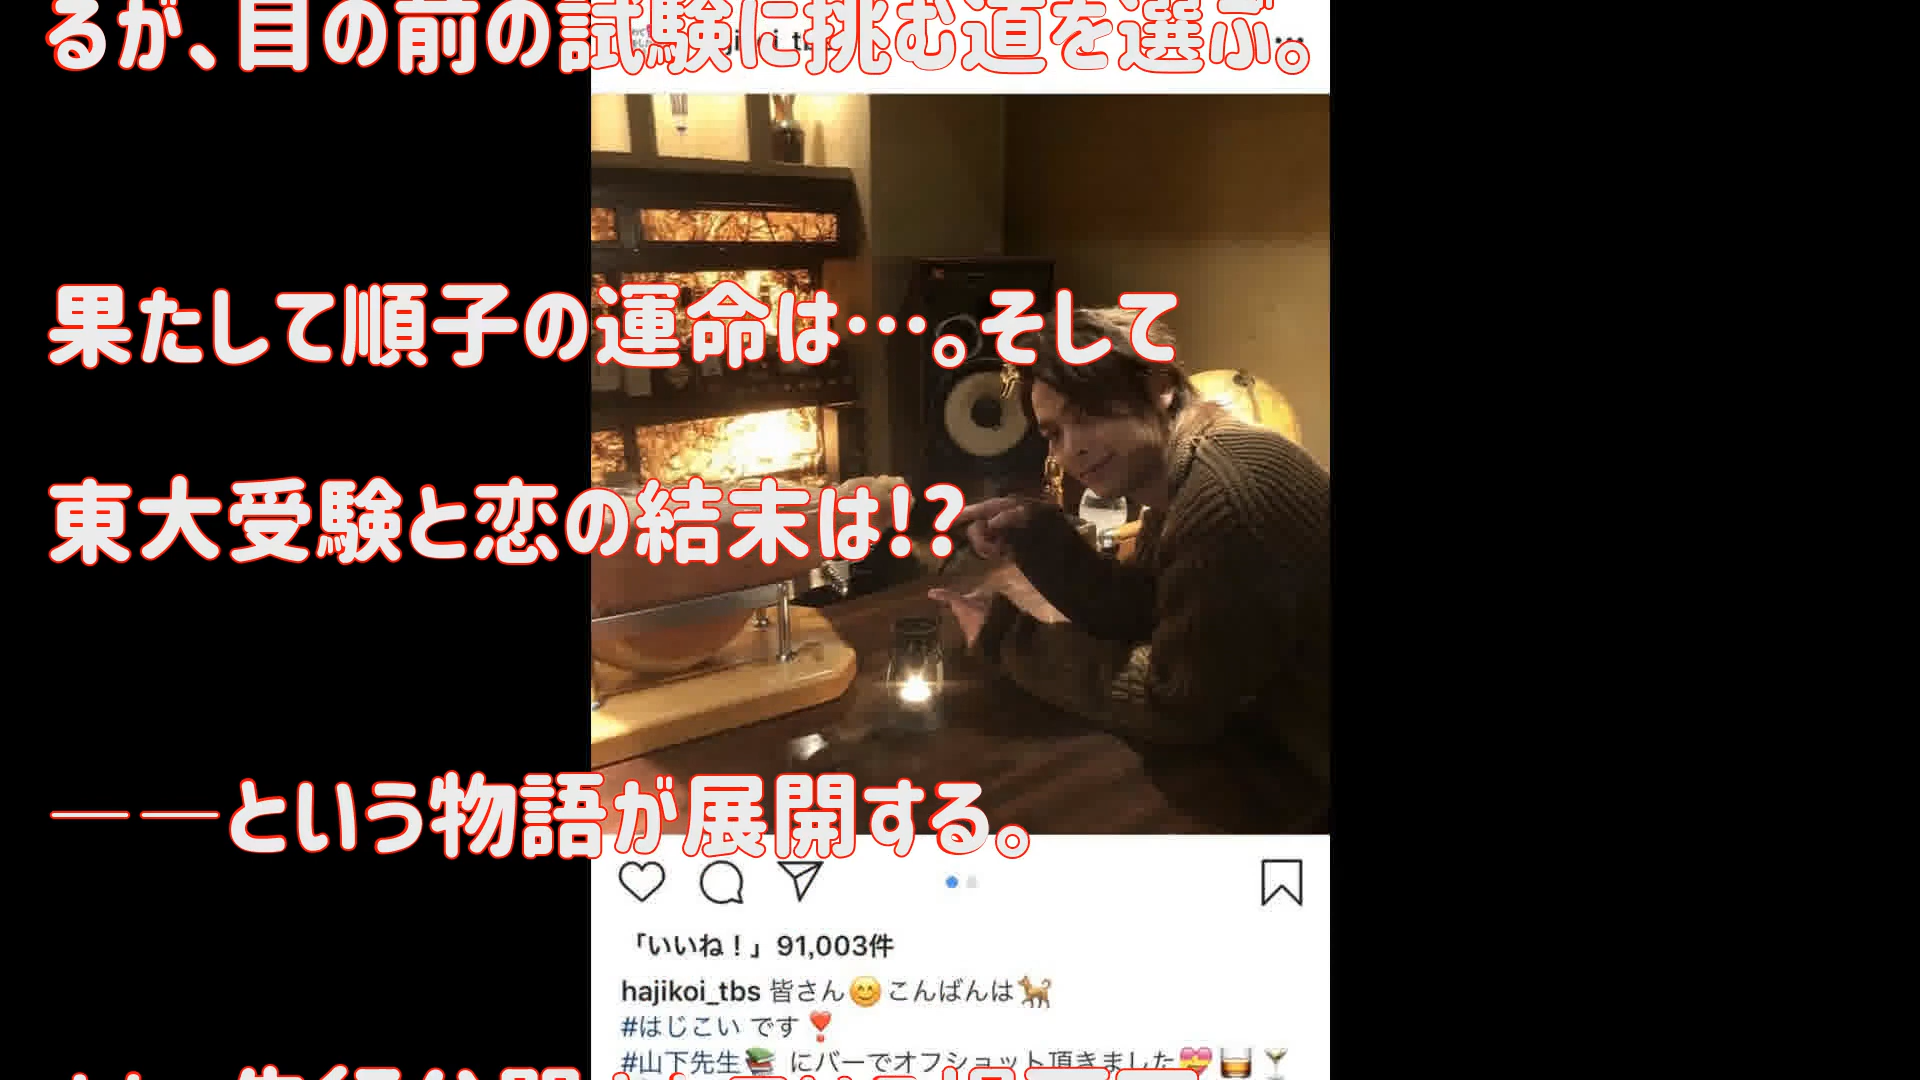 るが、目の前の試験に挑む道を選ぶ。
果たして順子の運命は…。そして
東大受験と恋の結末は!?
――という物語が展開する。
「いいね！」91,003件
hajikoi_tbs 皆さん😊こんばんは🐕
#はじこい です❣️
#山下先生📚 にバーでオフショット頂きました💝🥃🍸